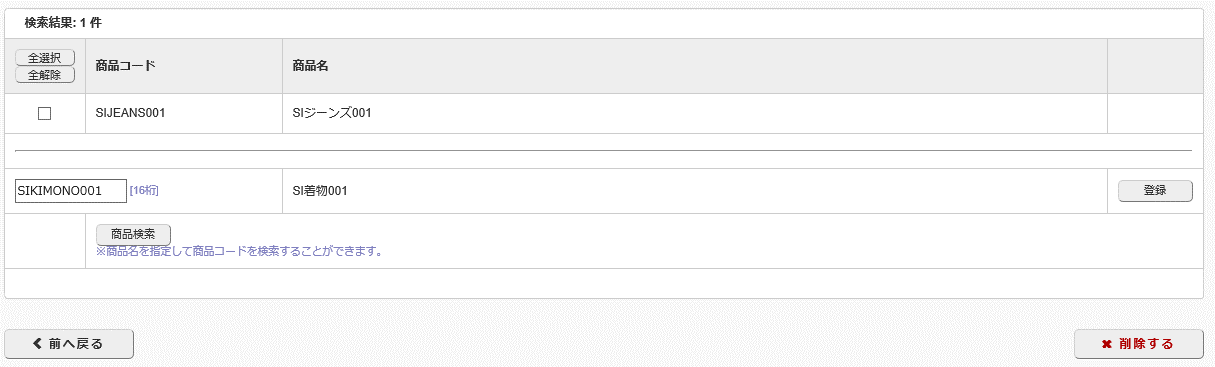 検索結果: 1 件
全選択
全解除
商品コード
商品名
SIJEANS001
SIジーンズ001
SIKIMONO001
[16桁]
SI着物001
登録
商品検索
※商品名を指定して商品コードを検索することができます。
前へ戻る
削除する